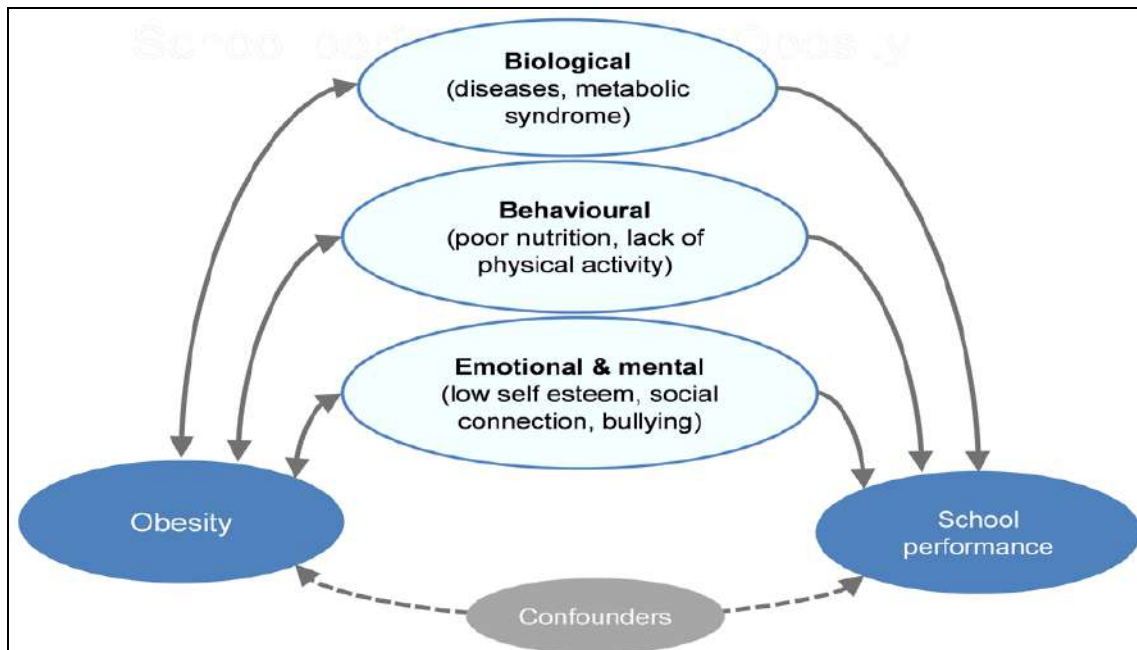 Biological
(diseases, metabolic
syndrome)
Behavioural
(poor nutrition, lack of
physical activity)
Emotional & mental
(low self esteem, social
connection, bullying)
Obesity
School
performance
Confounders